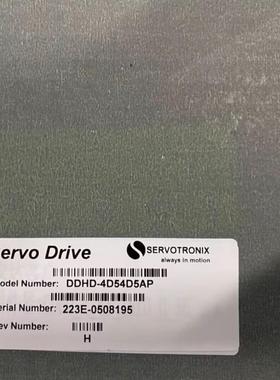 ervo Drive
SERVOTRONIX
always in motion
odel Number: DDHD-4D54D5AP
erial Number: 223E-0508195
ev Number:
H